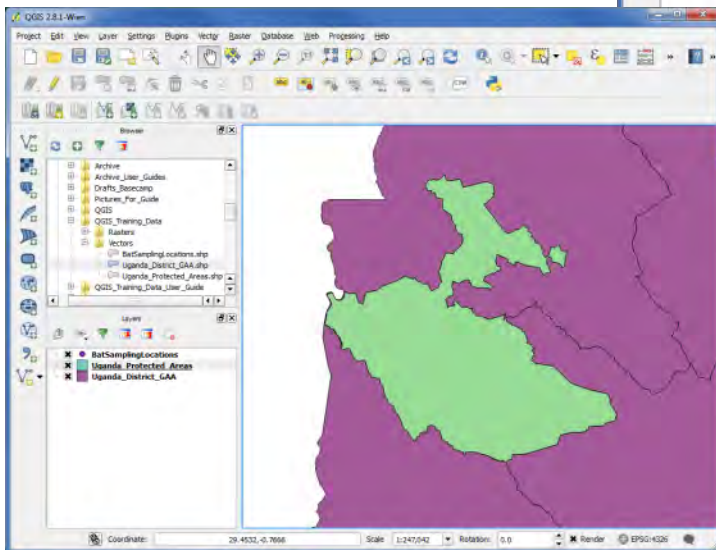 QGIS 2.8.1-Wien
Project Edit View Layer Settings Plugins Vector Raster Database Web Processing Help
Browser
Archive
Archive_User_Guides
Drafts_Basecamp
Pictures_For_Guide
QGIS
QGIS_Training_Data
Rasters
Vectors
BatSamplingLocations.shp
Uganda_District_GAA.shp
Uganda_Protected_Areas.shp
QGIS_Training_Data_User_Guide
Layers
BatSamplingLocations
Uganda_Protected_Areas
Uganda_District_GAA
Coordinate: 29.4532,-0.7668 Scale 1:247,042 Rotation: 0.0 Render EPSG:4326